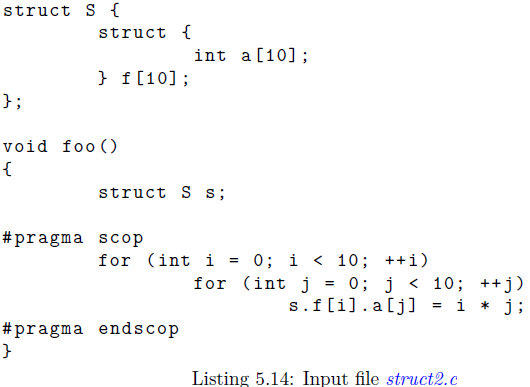 struct S {
        struct {
                int a[10];
        } f[10];
};

void foo()
{
        struct S s;

#pragma scop
        for (int i = 0; i < 10; ++i)
                for (int j = 0; j < 10; ++j)
                        s.f[i].a[j] = i * j;
#pragma endscop
}
Listing 5.14: Input file struct2.c